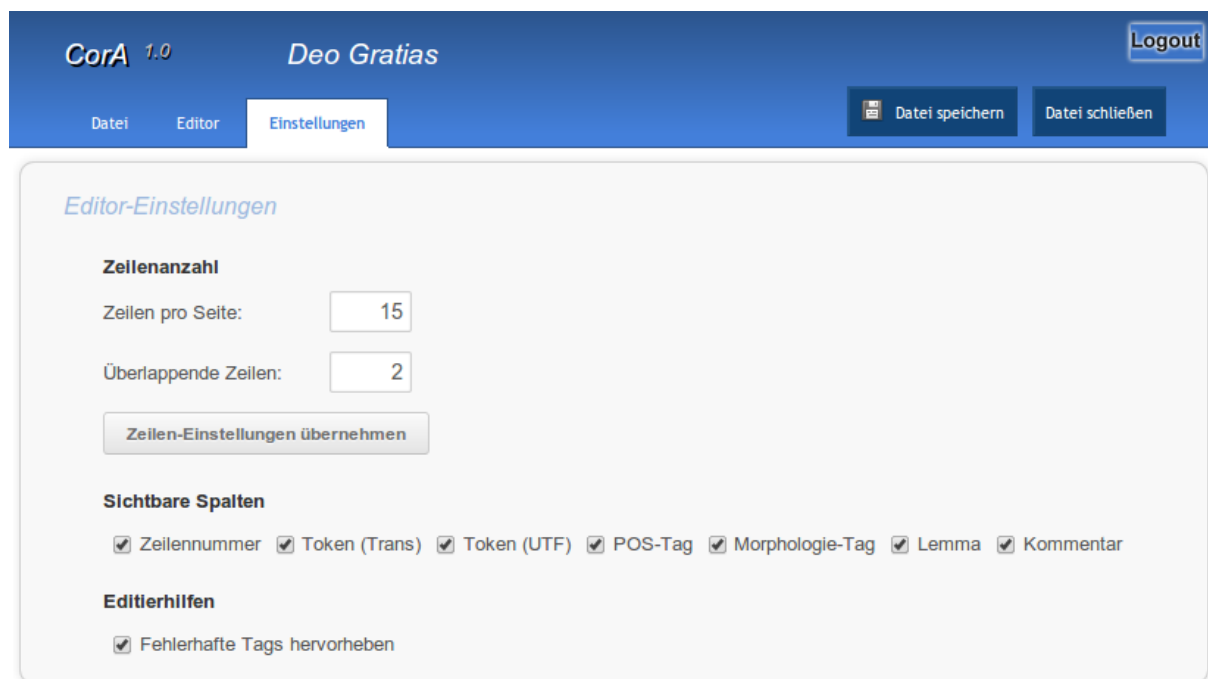 CorA 1.0 Deo Gratias Logout
Datei Editor Einstellungen Datei speichern Datei schließen
Editor-Einstellungen
Zeilenanzahl
Zeilen pro Seite: 15
Überlappende Zeilen: 2
Zeilen-Einstellungen übernehmen
Sichtbare Spalten
Zeilennummer Token (Trans) Token (UTF) POS-Tag Morphologie-Tag Lemma Kommentar
Editierhilfen
Fehlerhafte Tags hervorheben